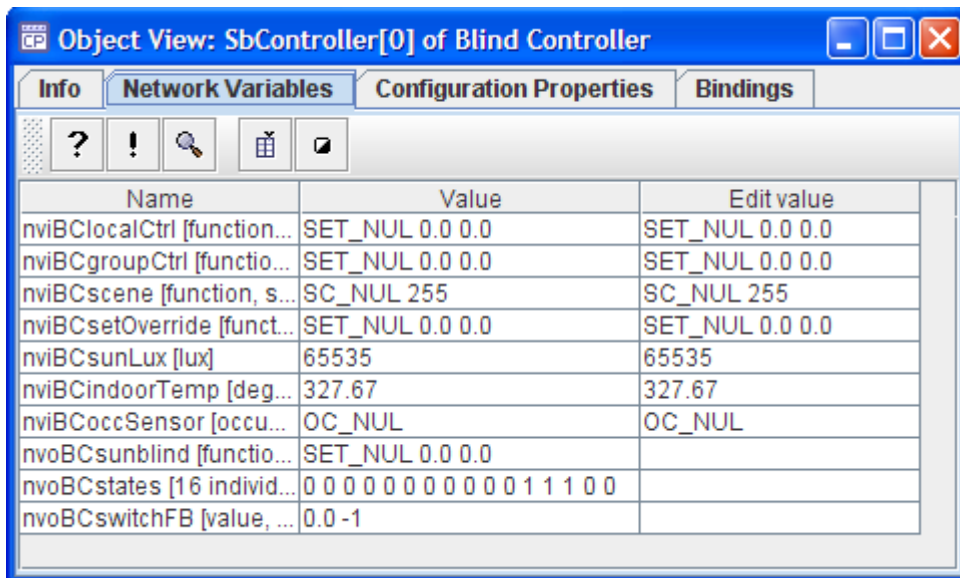 CP Object View: SbController[0] of Blind Controller
Info Network Variables Configuration Properties Bindings
? !
Name Value Edit value
nviBClocalCtrl [function... SET_NUL 0.0 0.0 SET_NUL 0.0 0.0
nviBCgroupCtrl [functio... SET_NUL 0.0 0.0 SET_NUL 0.0 0.0
nviBCscene [function, s... SC_NUL 255 SC_NUL 255
nviBCsetOverride [funct... SET_NUL 0.0 0.0 SET_NUL 0.0 0.0
nviBCsunLux [lux] 65535 65535
nviBCindoorTemp [deg... 327.67 327.67
nviBCoccSensor [occu... OC_NUL OC_NUL
nvoBCsunblind [functio... SET_NUL 0.0 0.0
nvoBCstates [16 individ... 0 0 0 0 0 0 0 0 0 0 0 1 1 1 0 0
nvoBCswitchFB [value, ... 0.0 -1